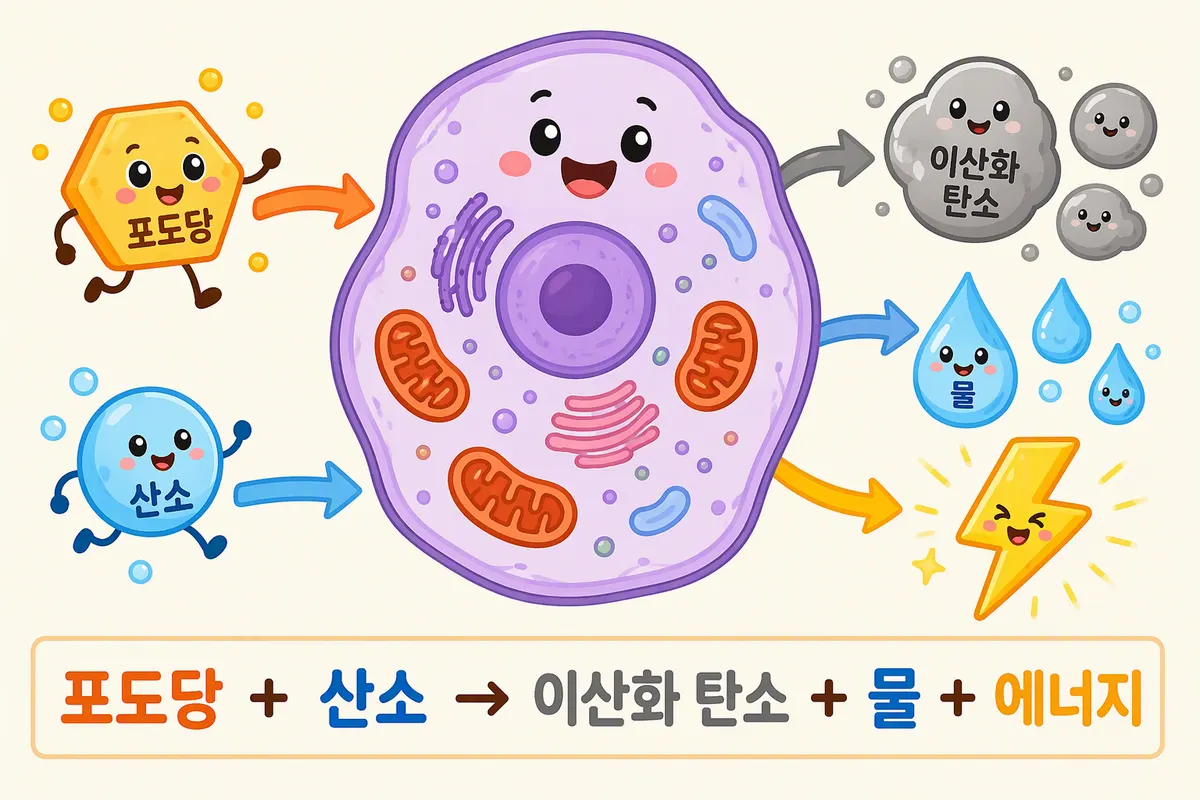 포도당
산소
이산화
탄소
물
포도당 + 산소 → 이산화 탄소 + 물 + 에너지